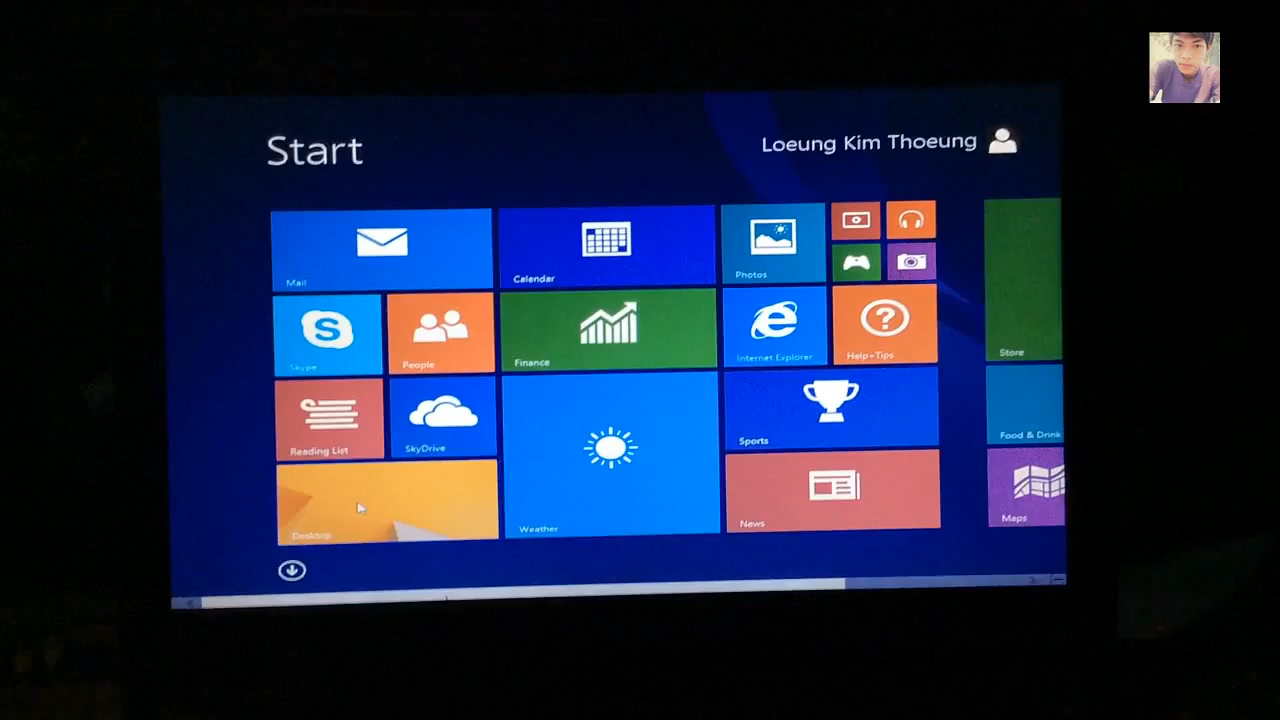 Start
Loeung Kim Thoeung
Mail
Calendar
Photos
Skype
People
Finance
Internet Explorer
Help+Tips
Store
Reading List
SkyDrive
Sports
Food & Drink
Desktop
Weather
News
Maps